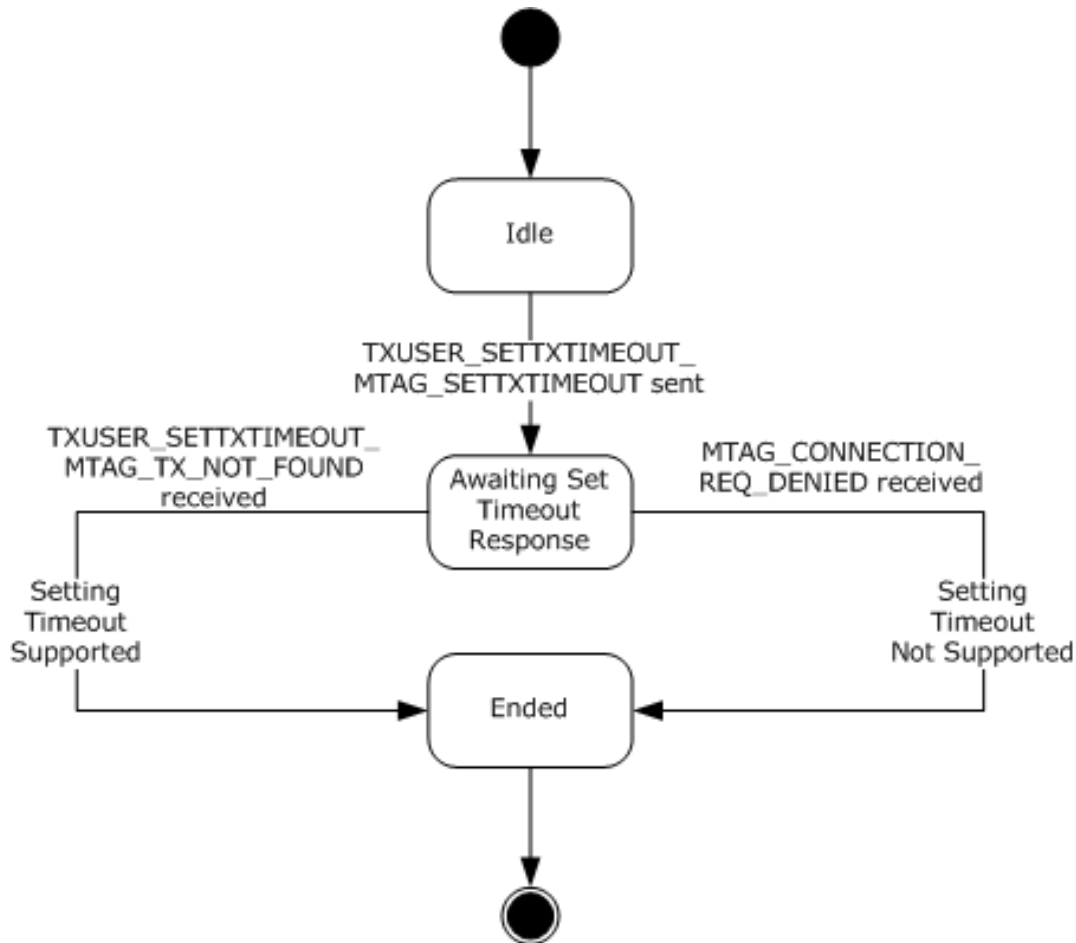 Idle
TXUSER_SETTXTIMEOUT_
MTAG_SETTXTIMEOUT sent
TXUSER_SETTXTIMEOUT_
MTAG_TX_NOT_FOUND
received
Awaiting Set
Timeout
Response
MTAG_CONNECTION_
REQ_DENIED received
Setting
Timeout
Supported
Setting
Timeout
Not Supported
Ended